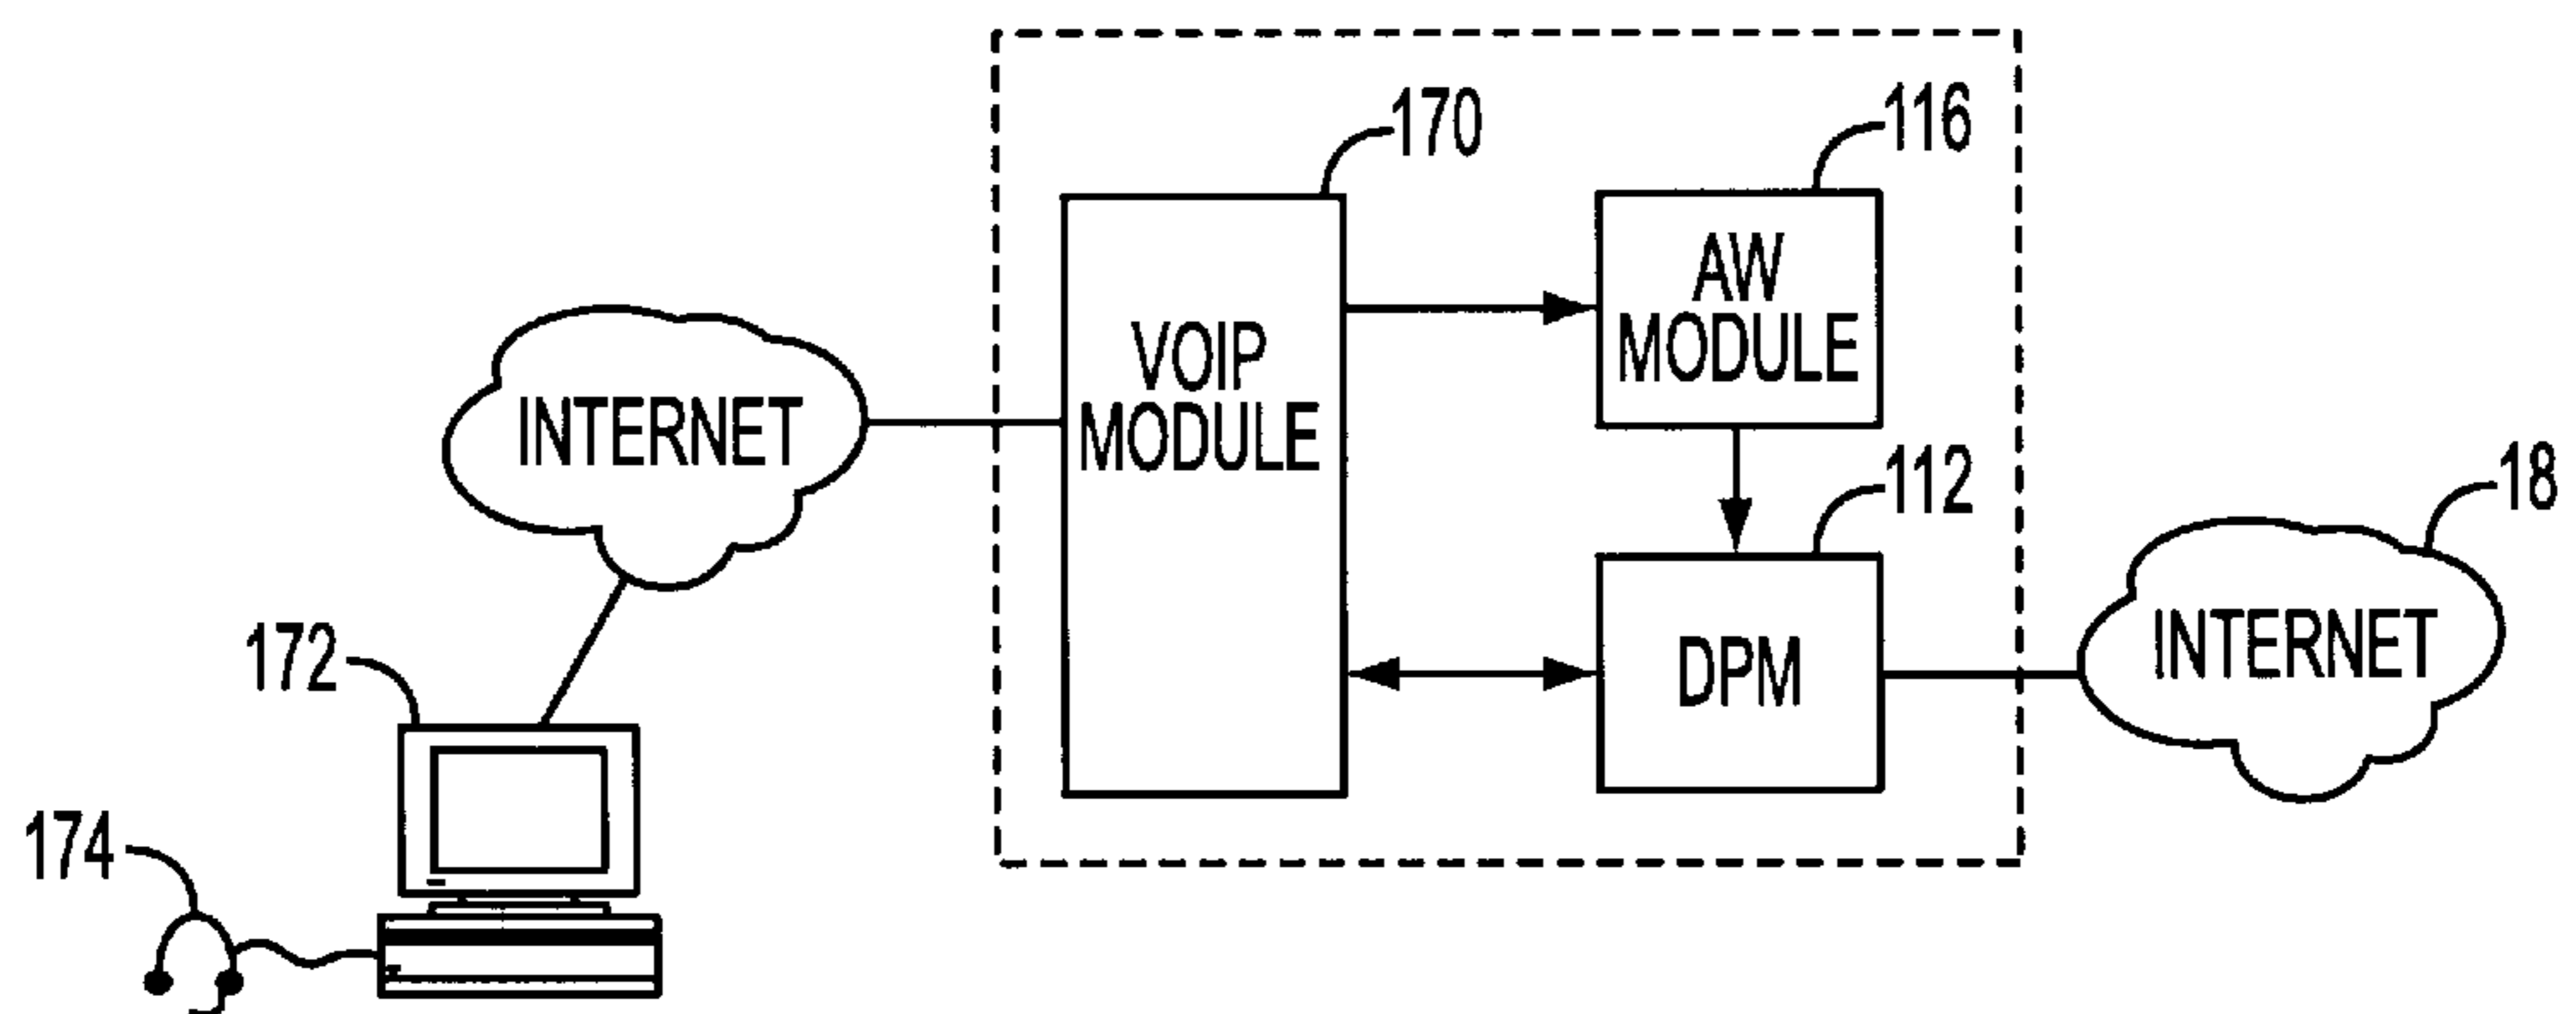 170
116
AW
MODULE
VOIP
MODULE
INTERNET
112
18
172
DPM
INTERNET
174